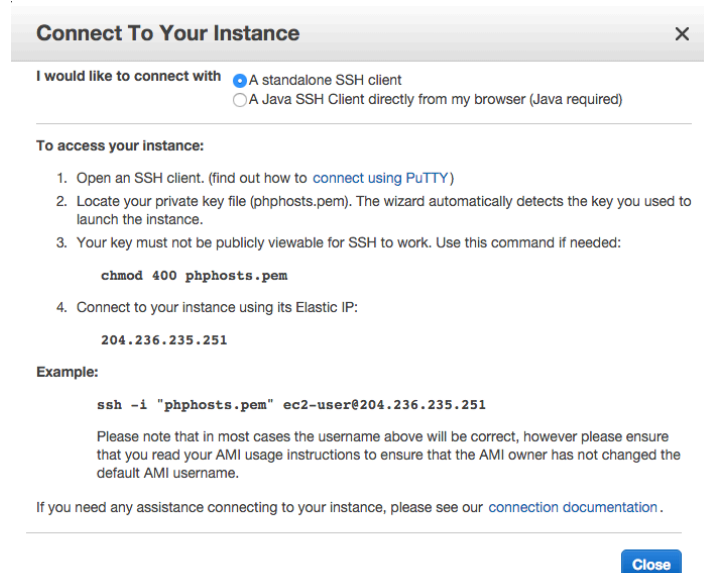 Connect To Your Instance
I would like to connect with
A standalone SSH client
A Java SSH Client directly from my browser (Java required)
To access your instance:
1. Open an SSH client. (find out how to connect using PuTTY)
2. Locate your private key file (phphosts.pem). The wizard automatically detects the key you used to
launch the instance.
3. Your key must not be publicly viewable for SSH to work. Use this command if needed:
chmod 400 phphosts.pem
4. Connect to your instance using its Elastic IP:
204.236.235.251
Example:
ssh -i "phphosts.pem" ec2-user@204.236.235.251
Please note that in most cases the username above will be correct, however please ensure
that you read your AMI usage instructions to ensure that the AMI owner has not changed the
default AMI username.
If you need any assistance connecting to your instance, please see our connection documentation.
Close